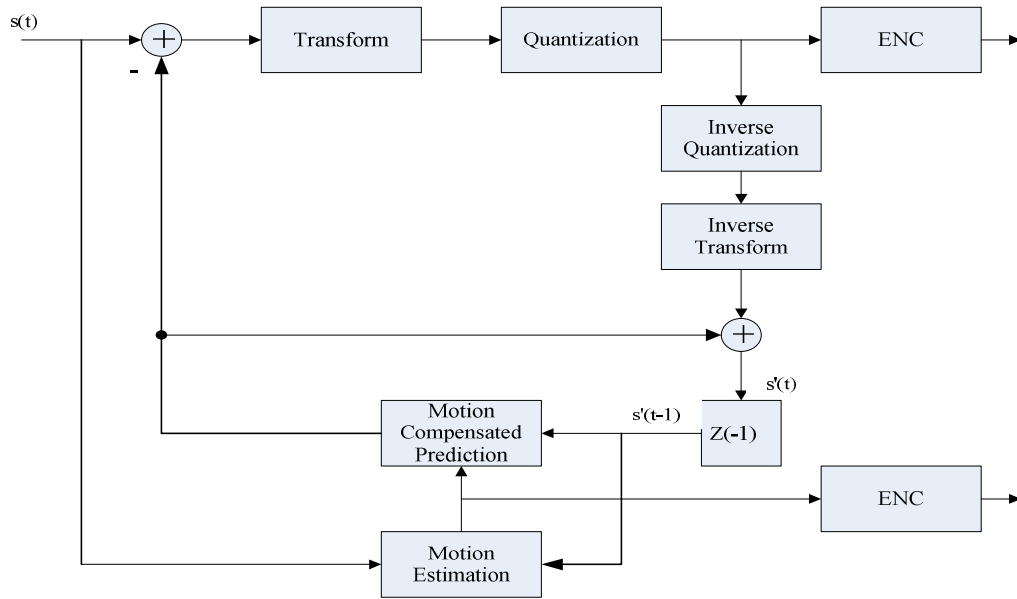 s(t)
+
-
Transform
Quantization
ENC
Inverse
Quantization
Inverse
Transform
+
s'(t)
s'(t-1)
Z(-1)
Motion
Compensated
Prediction
ENC
Motion
Estimation